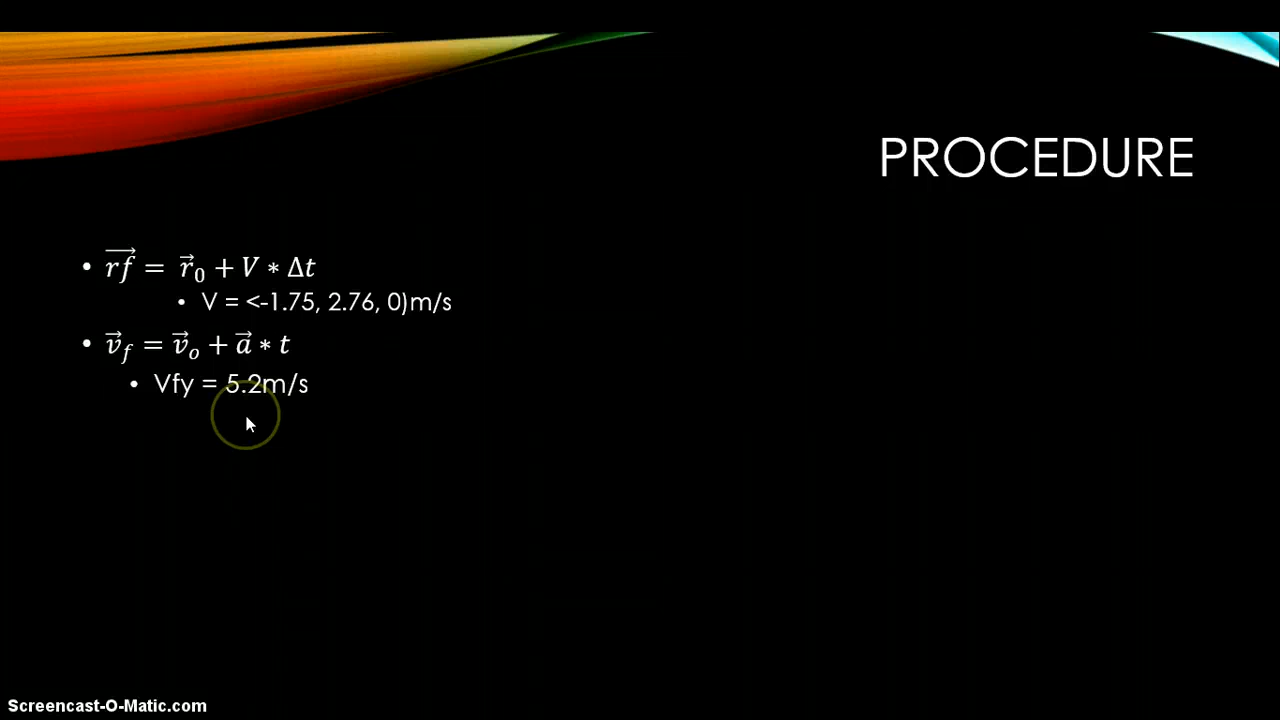 PROCEDURE
• $\overrightarrow{rf} = \vec{r}_0 + V * \Delta t$
• V = <-1.75, 2.76, 0)m/s
• $\vec{v}_f = \vec{v}_o + \vec{a} * t$
• Vfy = 5.2m/s
Screencast-O-Matic.com